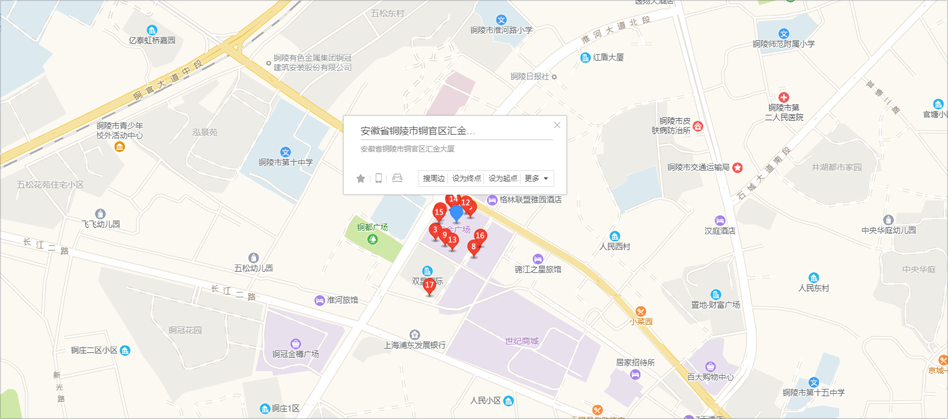 五松东村
亿泰虹桥嘉园
铜陵市淮河路小学
淮河大道北段
红盾大厦
铜陵师范附属小学
铜陵有色金属集团铜冠
建筑安装股份有限公司
铜陵日报社
铜官大道中段
铜陵市第
二人民医院
官塘小
铜陵市青少年
校外活动中心
泓景苑
安徽省铜陵市铜官区汇金...
安徽省铜陵市铜官区汇金大厦
铜陵市皮
肤病防治所
铜陵市第十中学
铜陵市交通运输局
井湖都市家园
石城大道南段
五松花苑住宅小区
搜周边
设为终点
设为起点
更多
格林联盟雅园酒店
14
12
15
飞飞幼儿园
铜都广场
3
9
13
16
8
广场
汉庭酒店
中央华庭幼儿园
人民西村
长江二路
五松幼儿园
锦江之星旅馆
中央华庭
双
际
17
人民东村
长江二路
淮河旅馆
置地·财富广场
铜冠花园
小菜园
上海浦东发展银行
世纪商城
铜庄二区小区
铜冠金槽广场
居家招待所
百大购物中心
京城一
新光路
铜陵市第十五中学
人民小区
铜庄1区